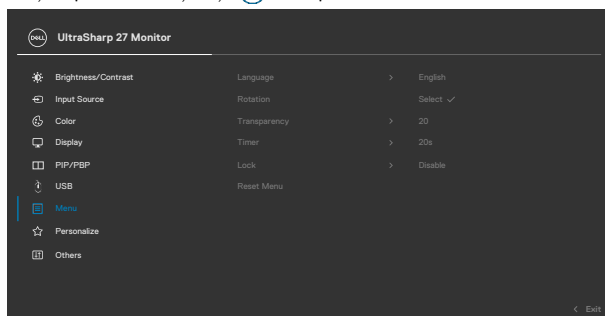 DELL UltraSharp 27 Monitor
Brightness/Contrast Language > English
Input Source Rotation Select ✓
Color Transparency > 20
Display Timer > 20s
PIP/PBP Lock > Disable
USB Reset Menu
Menu
Personalize
Others
< Exit